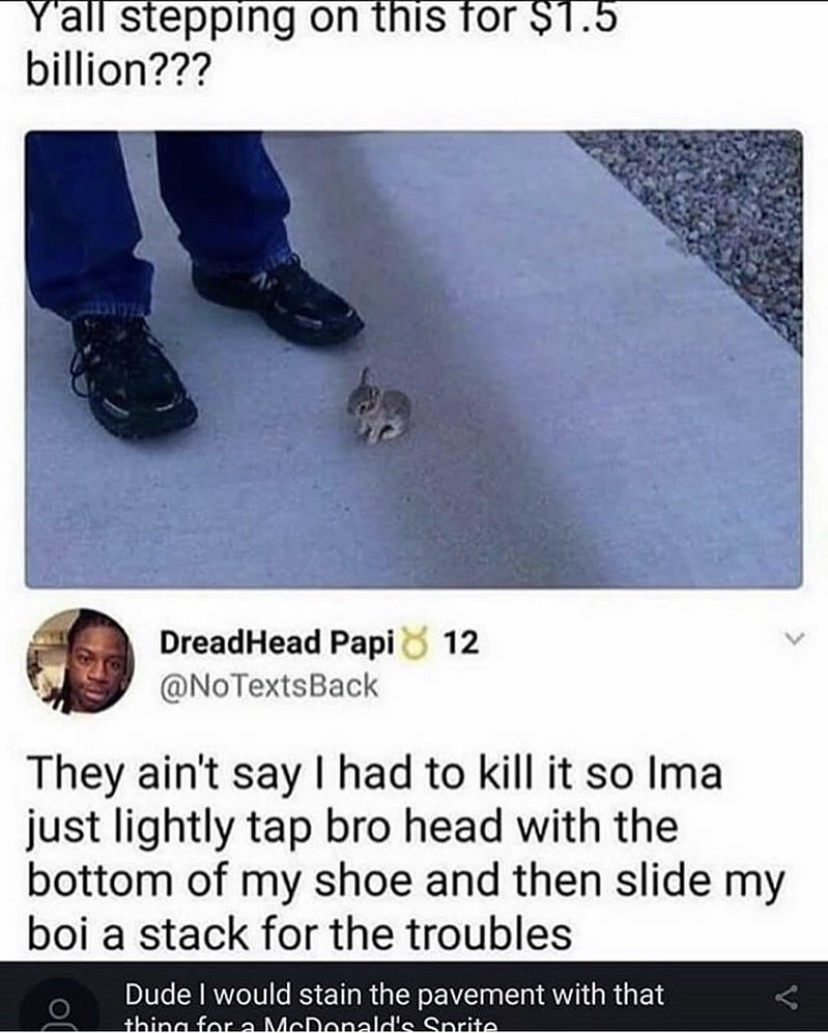 Y'all stepping on this for $1.5
billion???
DreadHead Papi♉ 12
@NoTextsBack
They ain't say I had to kill it so Ima
just lightly tap bro head with the
bottom of my shoe and then slide my
boi a stack for the troubles
Dude I would stain the pavement with that
thing for a McDonald's Sprite